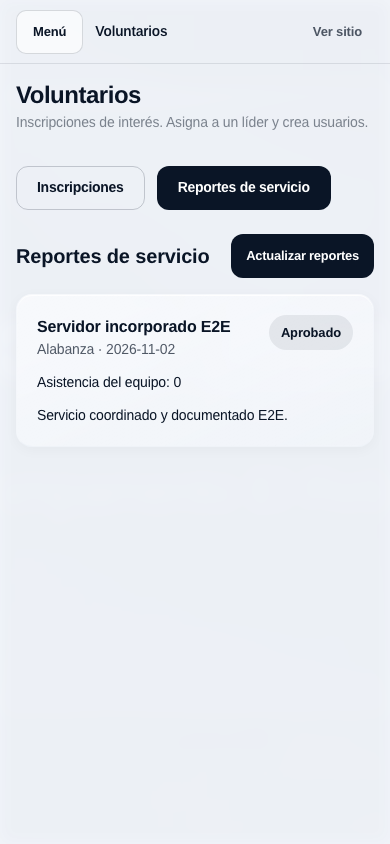 Menú
Voluntarios
Ver sitio
Voluntarios
Inscripciones de interés. Asigna a un líder y crea usuarios.
Inscripciones
Reportes de servicio
Reportes de servicio
Actualizar reportes
Servidor incorporado E2E
Aprobado
Alabanza · 2026-11-02
Asistencia del equipo: 0
Servicio coordinado y documentado E2E.